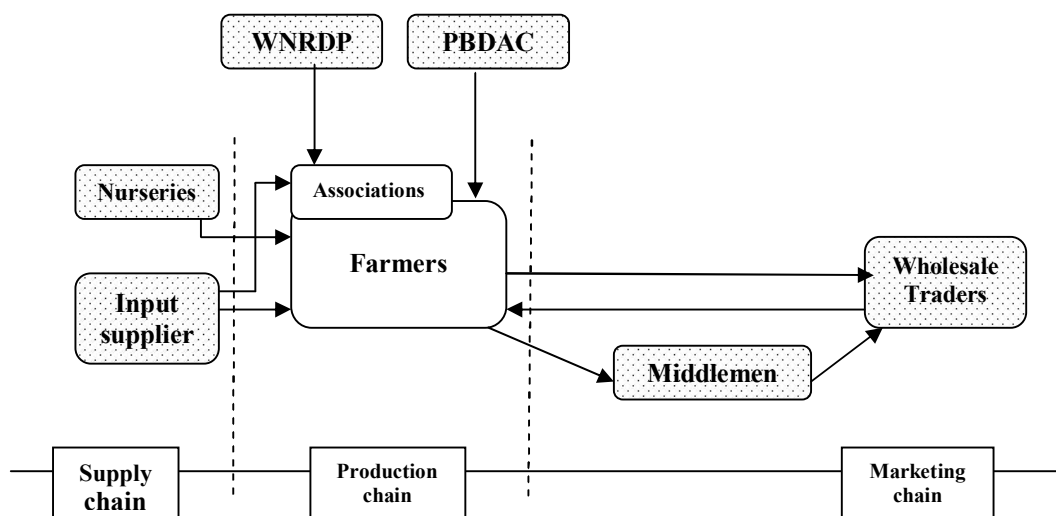 WNRDP
PBDAC
Nurseries
Associations
Farmers
Input
supplier
Wholesale
Traders
Middlemen
Supply
chain
Production
chain
Marketing
chain